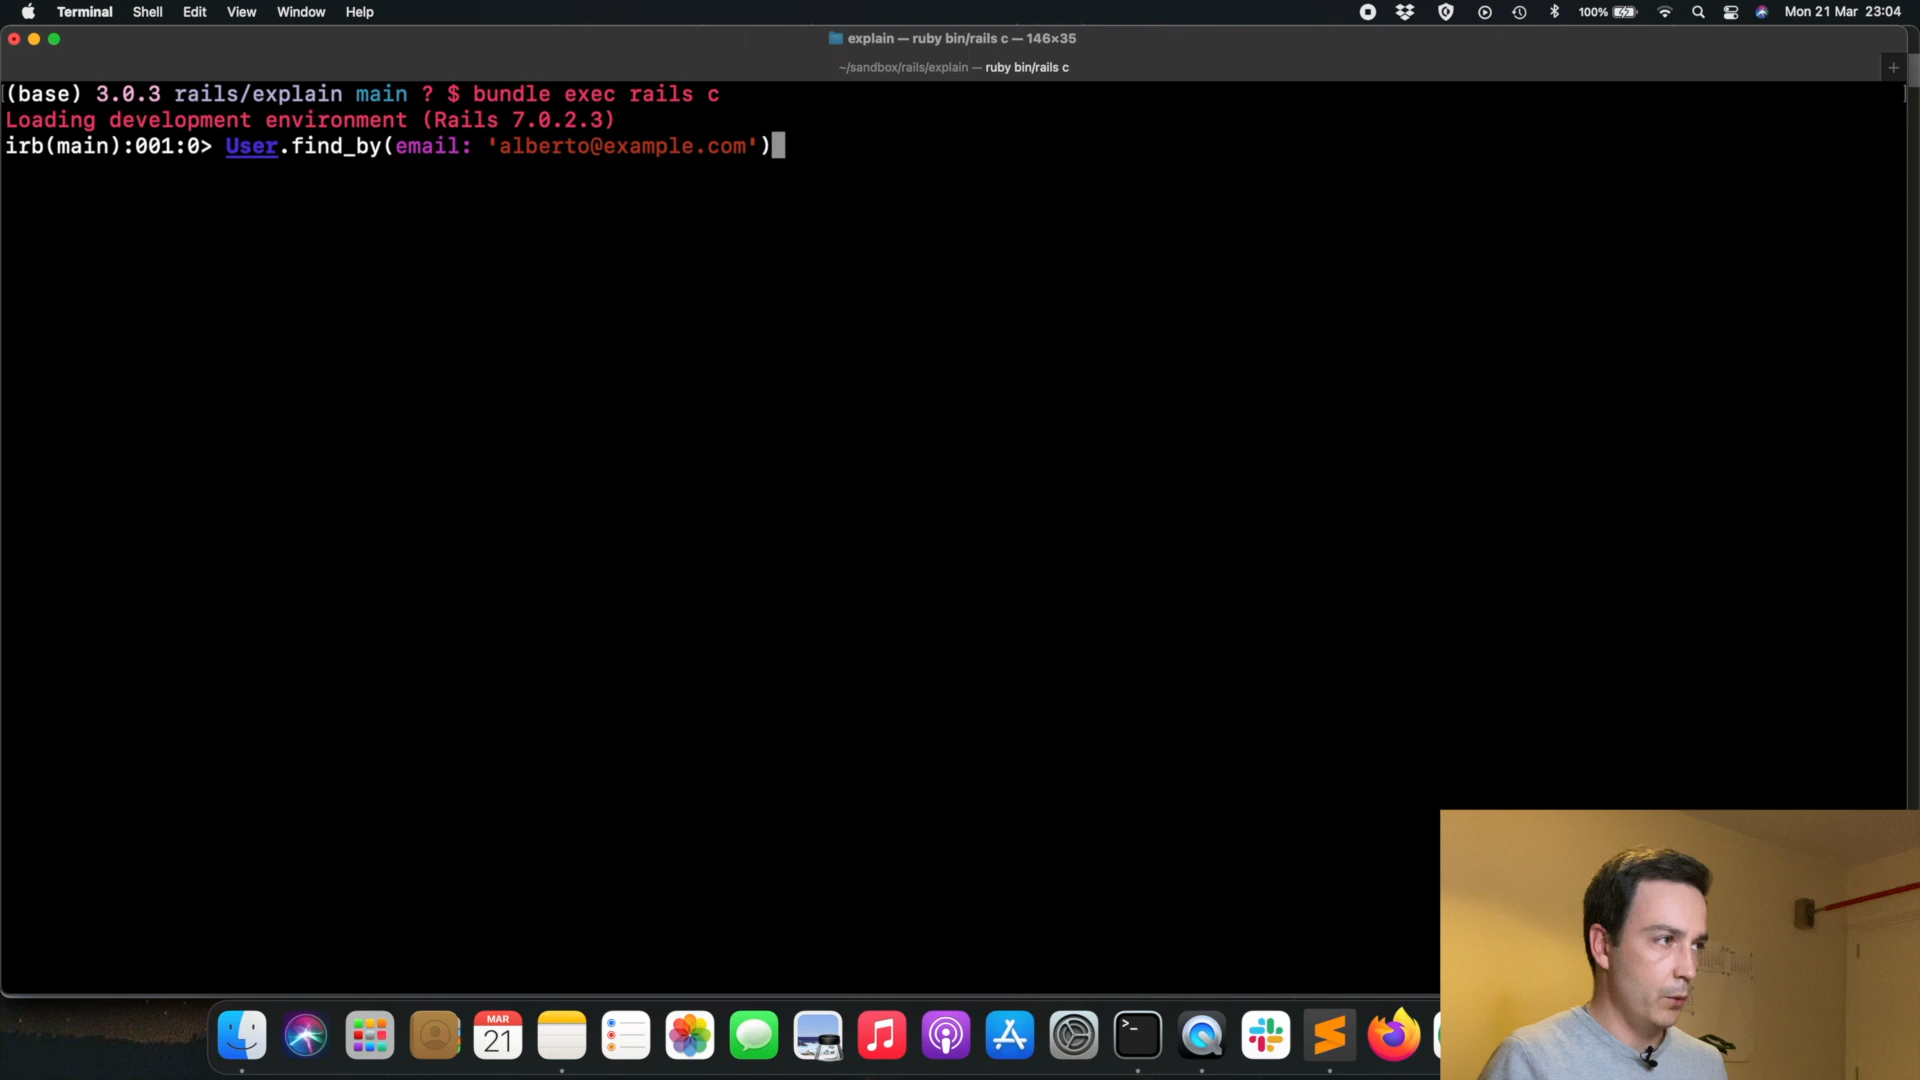 Terminal Shell Edit View Window Help 100% Mon 21 Mar 23:04
explain — ruby bin/rails c — 146×35
~/sandbox/rails/explain — ruby bin/rails c
(base) 3.0.3 rails/explain main ? $ bundle exec rails c
Loading development environment (Rails 7.0.2.3)
irb(main):001:0> User.find_by(email: 'alberto@example.com')
MAR
21